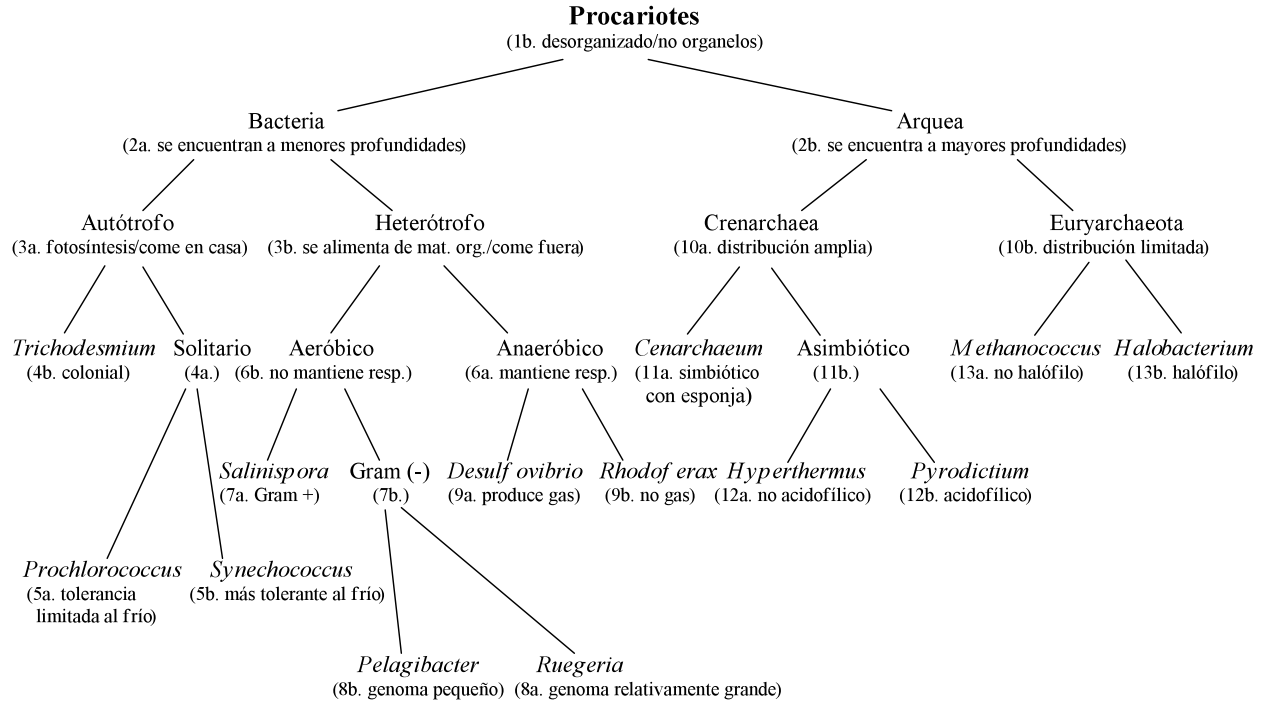 Procariotes
(1b. desorganizado/no organelos)
Bacteria
(2a. se encuentran a menores profundidades)
Arquea
(2b. se encuentra a mayores profundidades)
Autótrofo
(3a. fotosíntesis/come en casa)
Heterótrofo
(3b. se alimenta de mat. org./come fuera)
Crenarchaea
(10a. distribución amplia)
Euryarchaeota
(10b. distribución limitada)
Trichodesmium
(4b. colonial)
Solitario
(4a.)
Aeróbico
(6b. no mantiene resp.)
Anaeróbico
(6a. mantiene resp.)
Cenarchaeum
(11a. simbiótico
con esponja)
Asimbiótico
(11b.)
Methanococcus
(13a. no halófilo)
Halobacterium
(13b. halófilo)
Salinispora
(7a. Gram +)
Gram (-)
(7b.)
Desulf ovibrio
(9a. produce gas)
Rhodof erax
(9b. no gas)
Hyperthermus
(12a. no acidofílico)
Pyrodictium
(12b. acidofílico)
Prochlorococcus
(5a. tolerancia
limitada al frío)
Synechococcus
(5b. más tolerante al frío)
Pelagibacter
(8b. genoma pequeño)
Ruegeria
(8a. genoma relativamente grande)